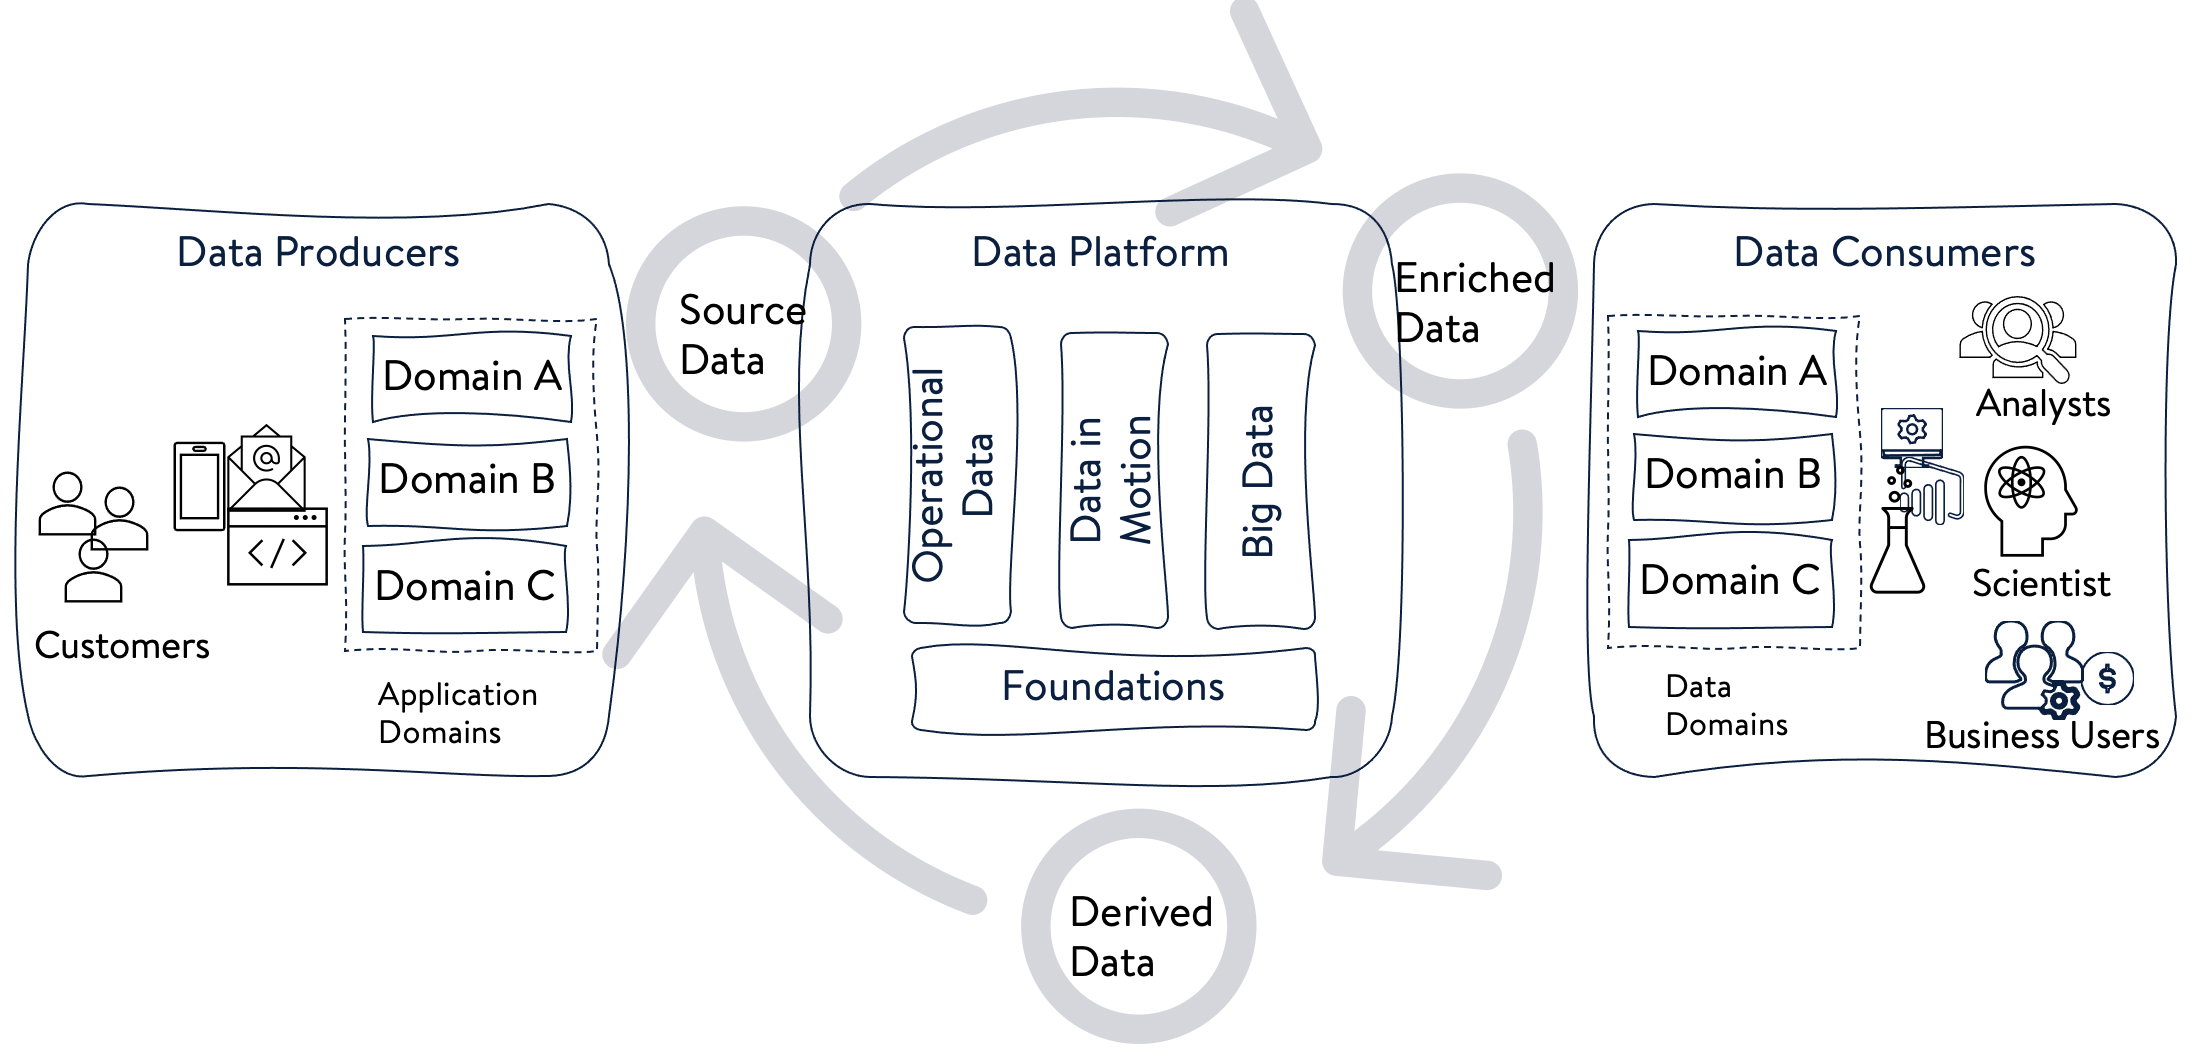 Data Producers
Domain A
Domain B
Domain C
@
</>
Customers
Application
Domains
Source
Data
Data Platform
Operational
Data
Data in
Motion
Big Data
Foundations
Enriched
Data
Derived
Data
Data Consumers
Domain A
Domain B
Domain C
Data
Domains
Analysts
Scientist
$
Business Users